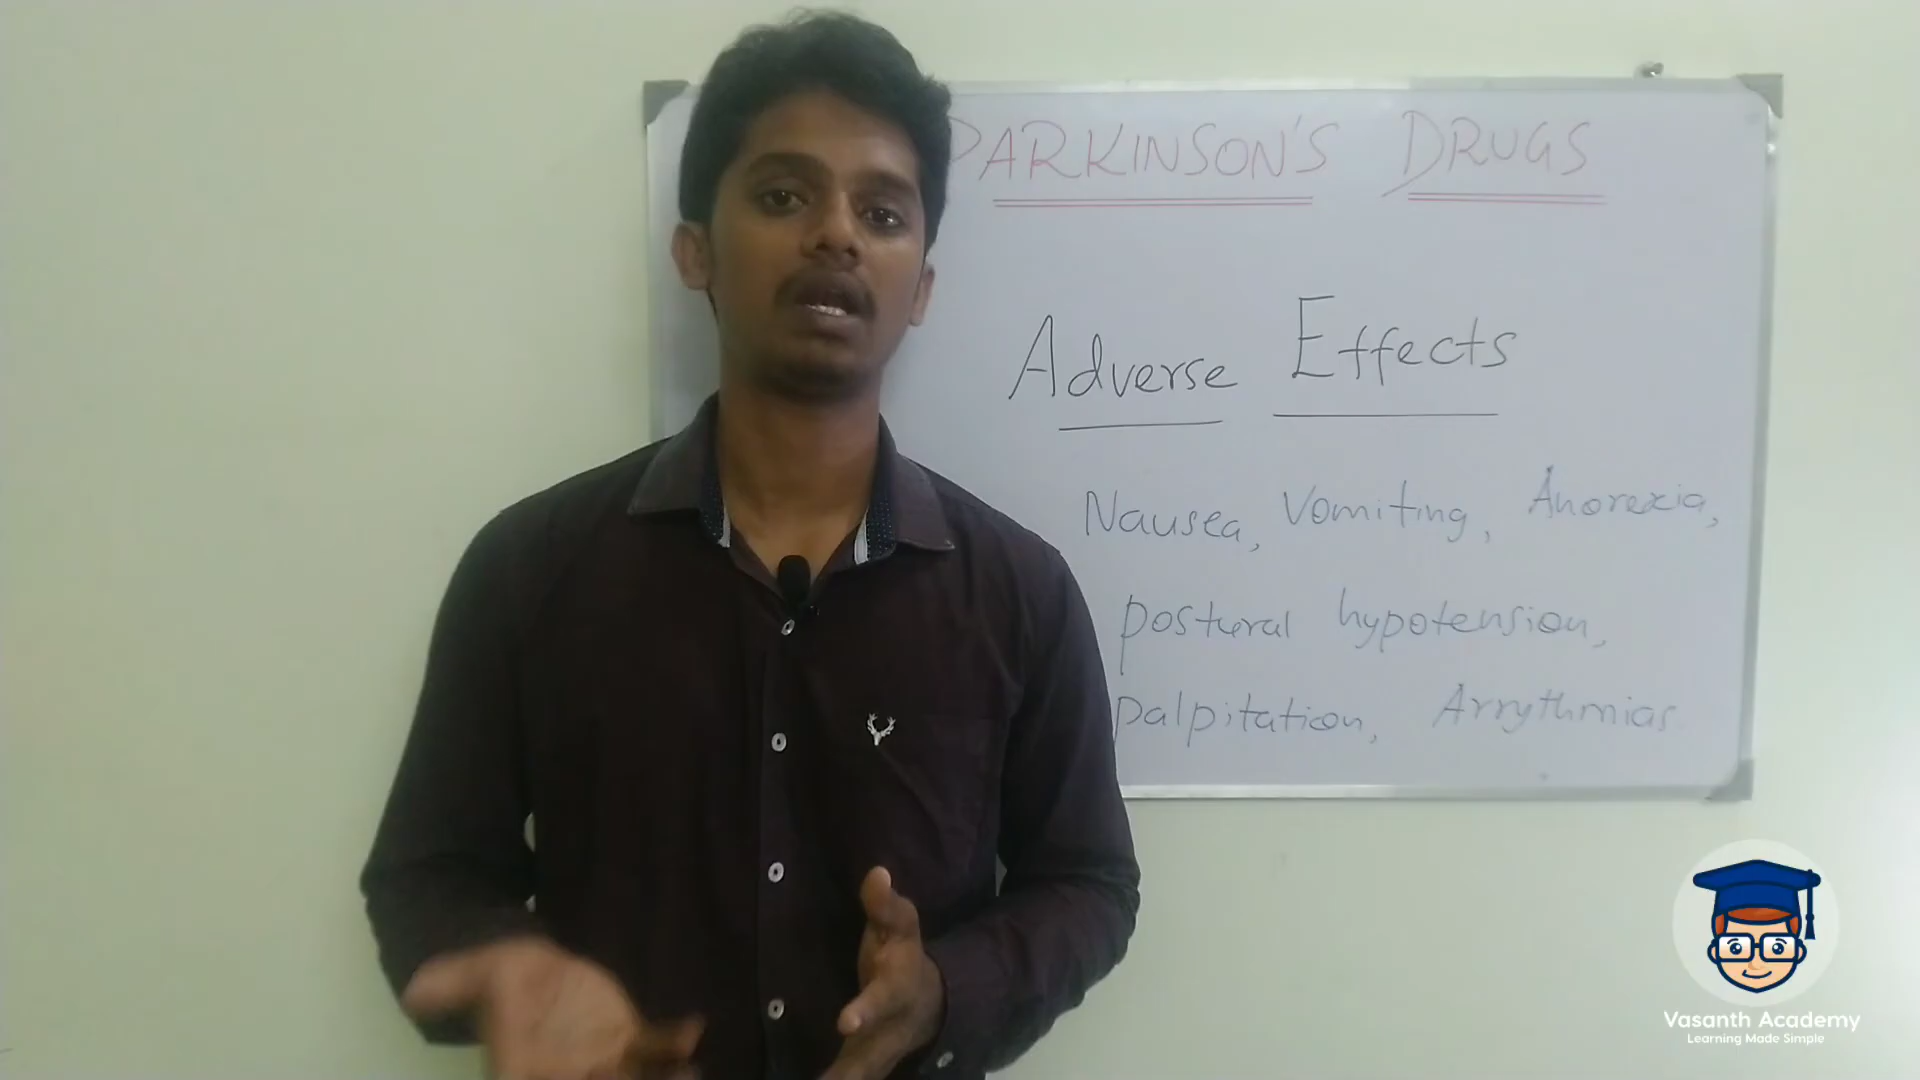 PARKINSON'S DRUGS
Adverse Effects
Nausea, Vomiting, Anorexia,
postural hypotension,
palpitation, Arrythmias.
Vasanth Academy
Learning Made Simple